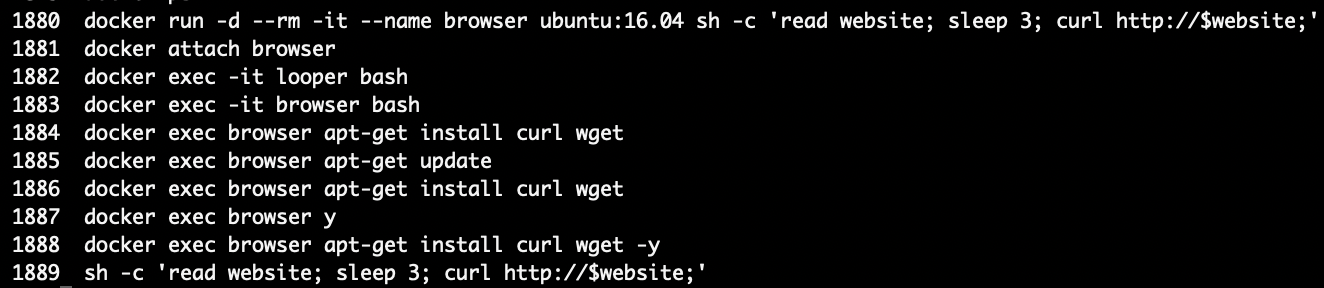 1880 docker run -d --rm -it --name browser ubuntu:16.04 sh -c 'read website; sleep 3; curl http://$website;'
1881 docker attach browser
1882 docker exec -it looper bash
1883 docker exec -it browser bash
1884 docker exec browser apt-get install curl wget
1885 docker exec browser apt-get update
1886 docker exec browser apt-get install curl wget
1887 docker exec browser y
1888 docker exec browser apt-get install curl wget -y
1889 sh -c 'read website; sleep 3; curl http://$website;'